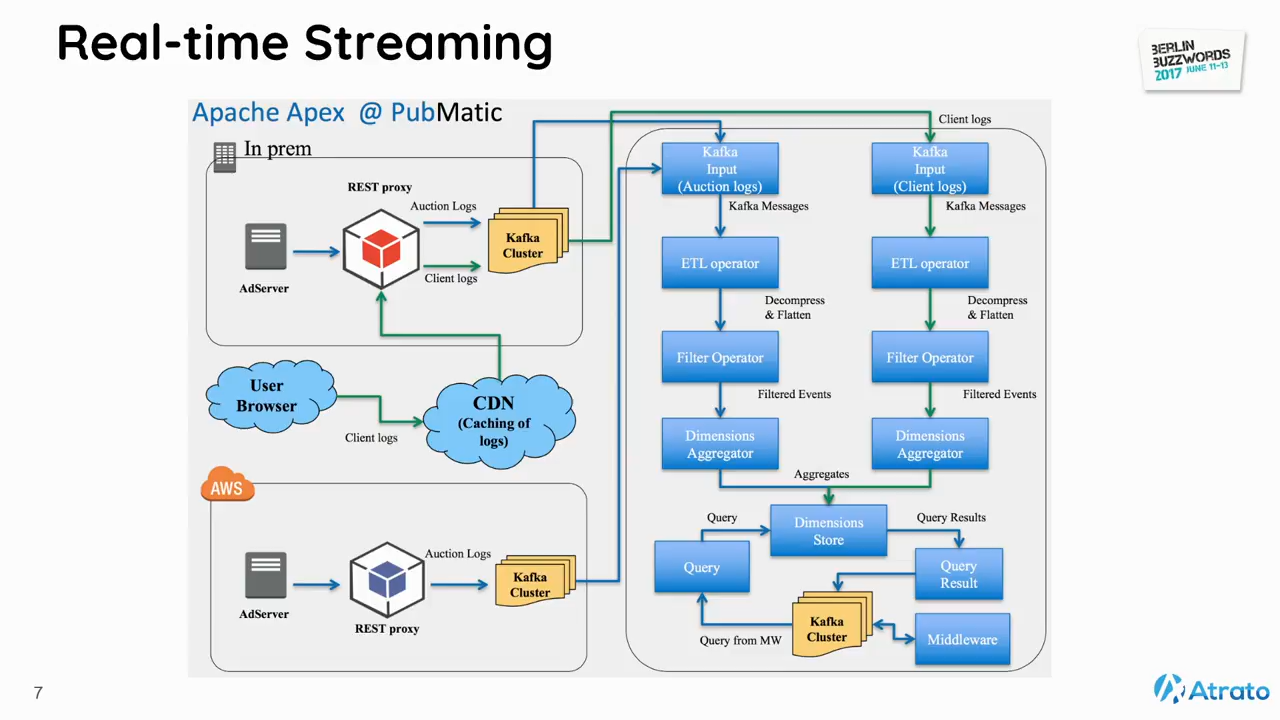 Real-time Streaming
BERLIN
BUZZWORDS
2017 JUNE 11-13
Apache Apex @ PubMatic
In prem
REST proxy
Auction Logs
Client logs
AdServer
Kafka
Cluster
User
Browser
Client logs
CDN
(Caching of
logs)
AWS
AdServer
REST proxy
Auction Logs
Kafka
Cluster
Client logs
Kafka
Input
(Auction logs)
Kafka
Input
(Client logs)
Kafka Messages
Kafka Messages
ETL operator
ETL operator
Decompress
& Flatten
Decompress
& Flatten
Filter Operator
Filter Operator
Filtered Events
Filtered Events
Dimensions
Aggregator
Dimensions
Aggregator
Aggregates
Query
Dimensions
Store
Query Results
Query
Query
Result
Kafka
Cluster
Query from MW
Middleware
7
Atrato